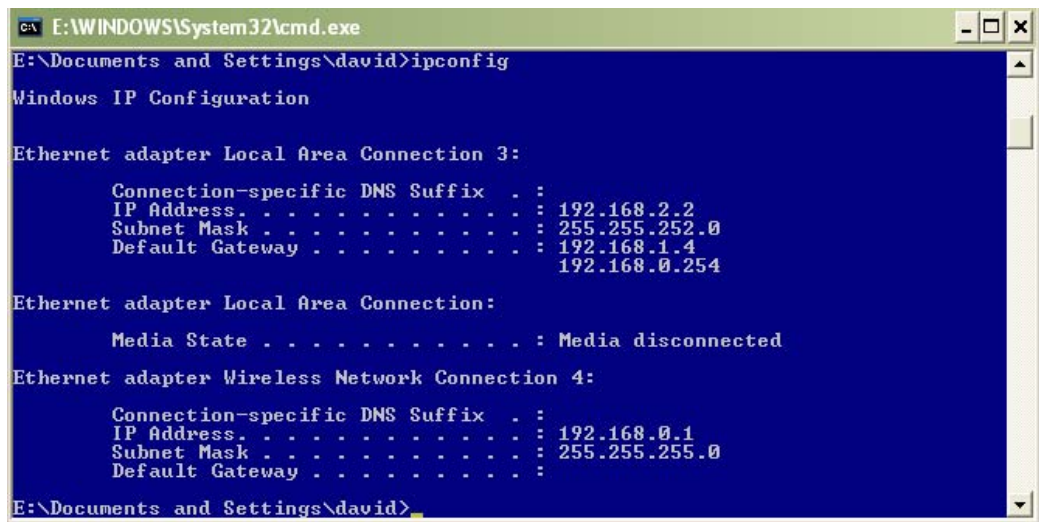 E:\WINDOWS\System32\cmd.exe
E:\Documents and Settings\david>ipconfig
Windows IP Configuration
Ethernet adapter Local Area Connection 3:
Connection-specific DNS Suffix . :
IP Address. . . . . . . . . . . . : 192.168.2.2
Subnet Mask . . . . . . . . . . . : 255.255.252.0
Default Gateway . . . . . . . . . : 192.168.1.4
192.168.0.254
Ethernet adapter Local Area Connection:
Media State . . . . . . . . . . . : Media disconnected
Ethernet adapter Wireless Network Connection 4:
Connection-specific DNS Suffix . :
IP Address. . . . . . . . . . . . : 192.168.0.1
Subnet Mask . . . . . . . . . . . : 255.255.255.0
Default Gateway . . . . . . . . . :
E:\Documents and Settings\david>_